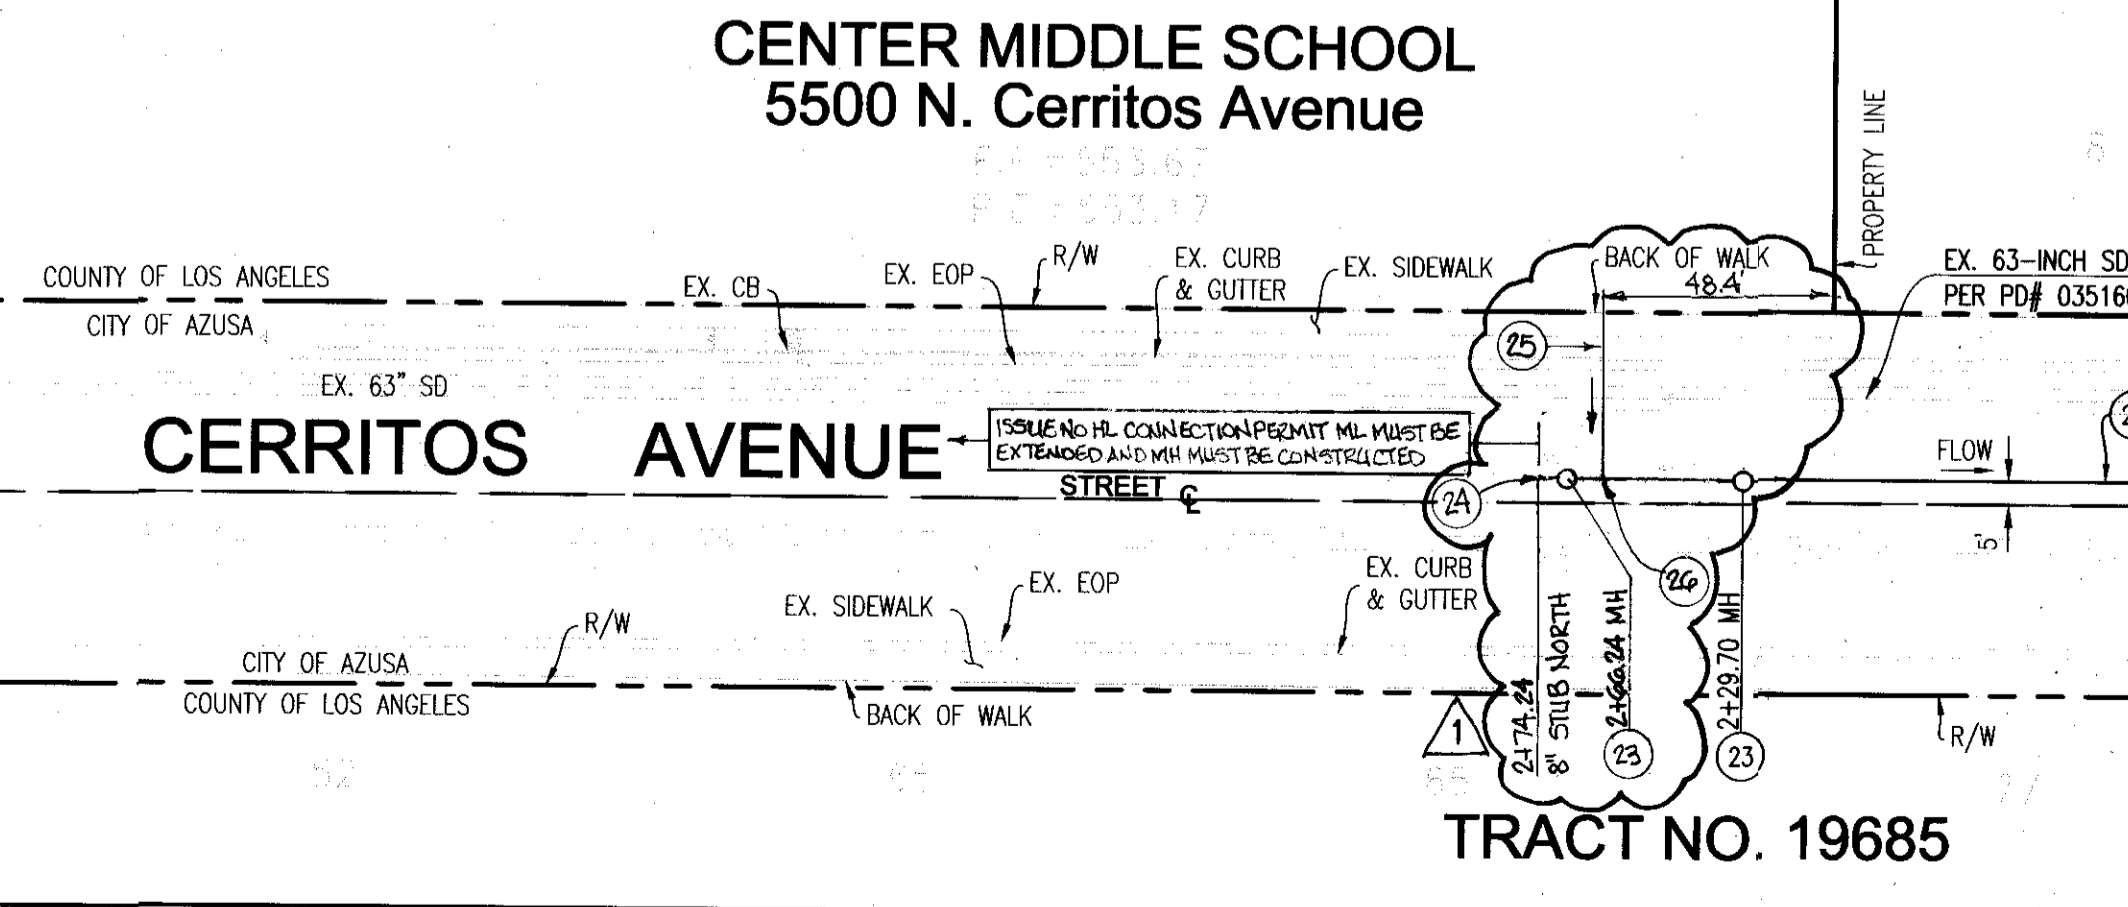 CENTER MIDDLE SCHOOL
5500 N. Cerritos Avenue
PROPERTY LINE
COUNTY OF LOS ANGELES
CITY OF AZUSA
EX. CB
EX. EOP
R/W
EX. CURB
& GUTTER
EX. SIDEWALK
BACK OF WALK
48.4'
EX. 63-INCH SD
PER PD# 03516
25
EX. 63" SD
CERRITOS AVENUE
ISSUE NO HL CONNECTION PERMIT ML MUST BE
EXTENDED AND MH MUST BE CONSTRUCTED
STREET ℄
FLOW
24
5'
26
EX. CURB
& GUTTER
EX. EOP
EX. SIDEWALK
R/W
CITY OF AZUSA
COUNTY OF LOS ANGELES
BACK OF WALK
1
2+74.24
8" STUB NORTH
2+66.24 MH
2+29.70 MH
23
23
R/W
TRACT NO. 19685